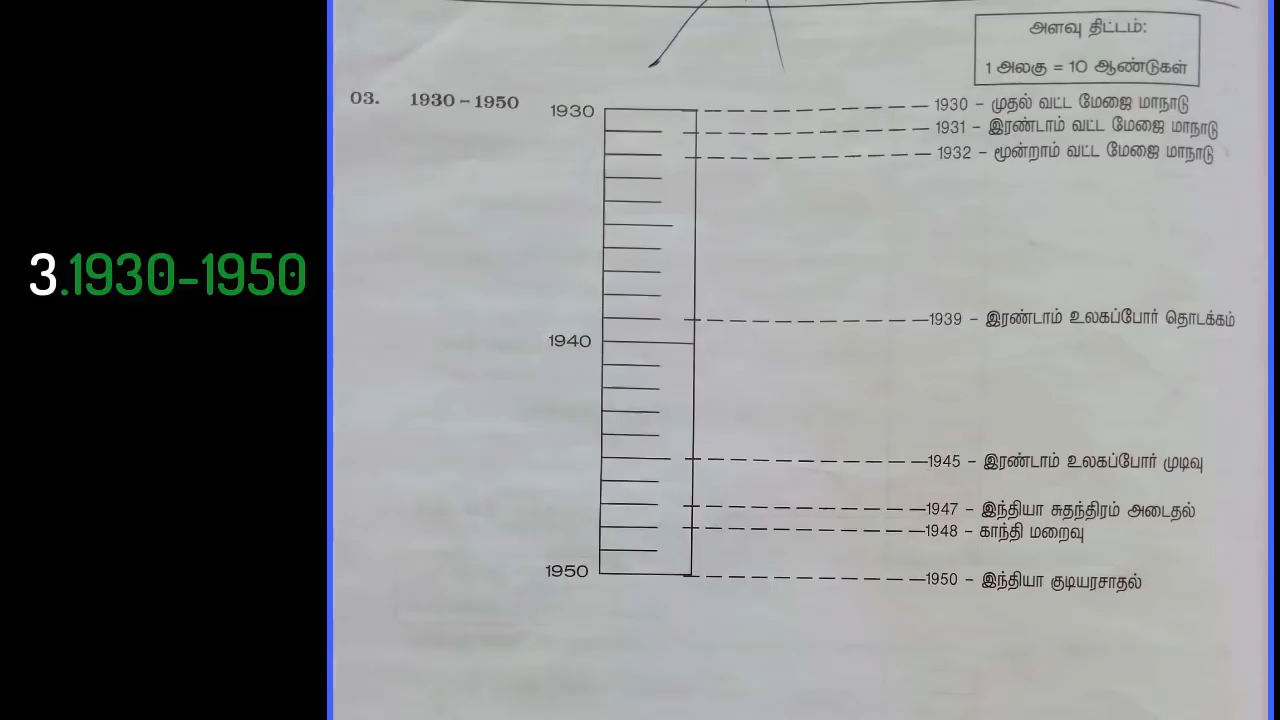 3.1930-1950
அளவு திட்டம்:
1 அலகு = 10 ஆண்டுகள்
03. 1930 – 1950
1930
1930 – முதல் வட்ட மேஜை மாநாடு
1931 – இரண்டாம் வட்ட மேஜை மாநாடு
1932 – மூன்றாம் வட்ட மேஜை மாநாடு
1939 – இரண்டாம் உலகப்போர் தொடக்கம்
1940
1945 – இரண்டாம் உலகப்போர் முடிவு
1947 – இந்தியா சுதந்திரம் அடைதல்
1948 – காந்தி மறைவு
1950
1950 – இந்தியா குடியரசாதல்